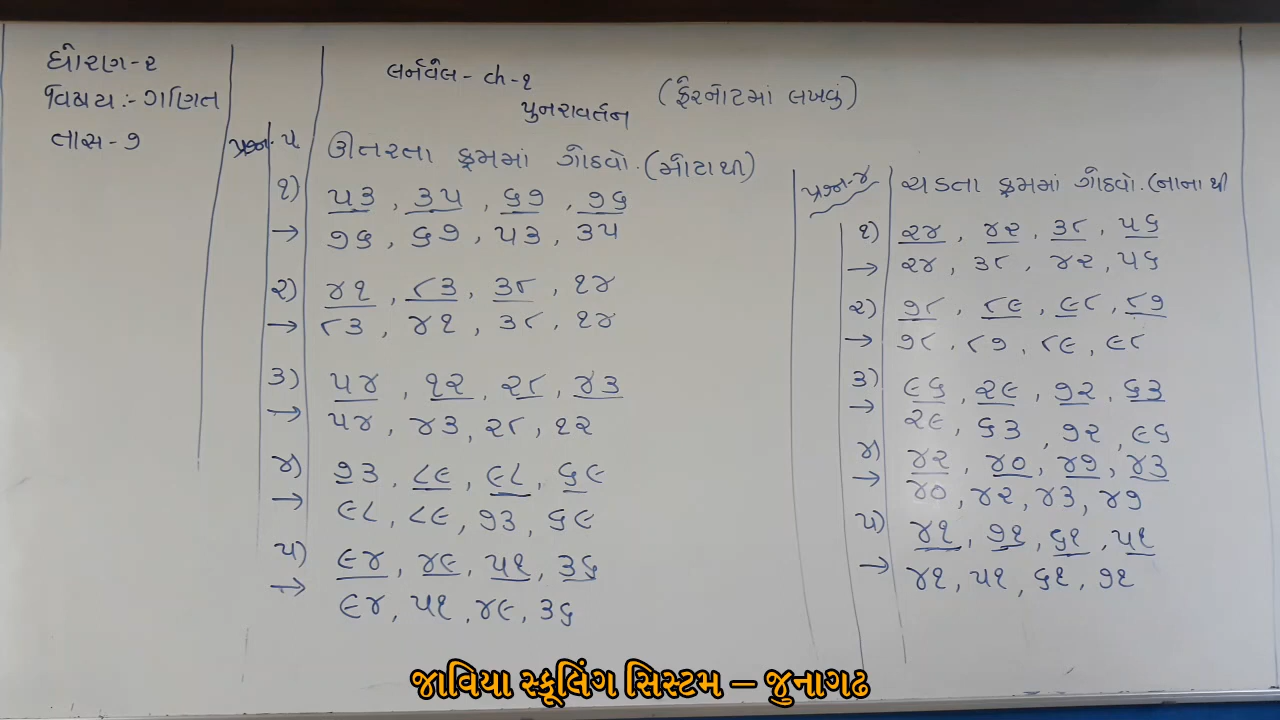 ધોરણ-૨
વિષય :- ગણિત
તાસ - ૭
લર્નવેલ - ch - ૧
પુનરાવર્તન
(ફેરનોટમાં લખવું)
પ્રશ્ન-૫ ઊતરતા ક્રમમાં ગોઠવો. (મોટાથી)
૧) ૫૩ , ૩૫ , ૬૭ , ૭૬
→ ૭૬ , ૬૭ , ૫૩ , ૩૫
૨) ૪૧ , ૮૩ , ૩૮ , ૧૪
→ ૮૩ , ૪૧ , ૩૮ , ૧૪
૩) ૫૪ , ૧૨ , ૨૮ , ૪૩
→ ૫૪ , ૪૩ , ૨૮ , ૧૨
૪) ૭૩ , ૮૯ , ૯૮ , ૬૯
→ ૯૮ , ૮૯ , ૭૩ , ૬૯
૫) ૯૪ , ૪૯ , ૫૧ , ૩૬
→ ૯૪ , ૫૧ , ૪૯ , ૩૬
પ્રશ્ન-૪ ચડતા ક્રમમાં ગોઠવો. (નાનાથી
૧) ૨૪ , ૪૨ , ૩૮ , ૫૬
→ ૨૪ , ૩૮ , ૪૨ , ૫૬
૨) ૭૮ , ૮૯ , ૯૮ , ૮૭
→ ૭૮ , ૮૭ , ૮૯ , ૯૮
૩) ૯૬ , ૨૯ , ૭૨ , ૬૩
→ ૨૯ , ૬૩ , ૭૨ , ૯૬
૪) ૪૨ , ૪૦ , ૪૭ , ૪૩
→ ૪૦ , ૪૨ , ૪૩ , ૪૭
૫) ૪૧ , ૭૧ , ૬૧ , ૫૧
→ ૪૧ , ૫૧ , ૬૧ , ૭૧
જાવિયા સ્કૂલિંગ સિસ્ટમ – જુનાગઢ